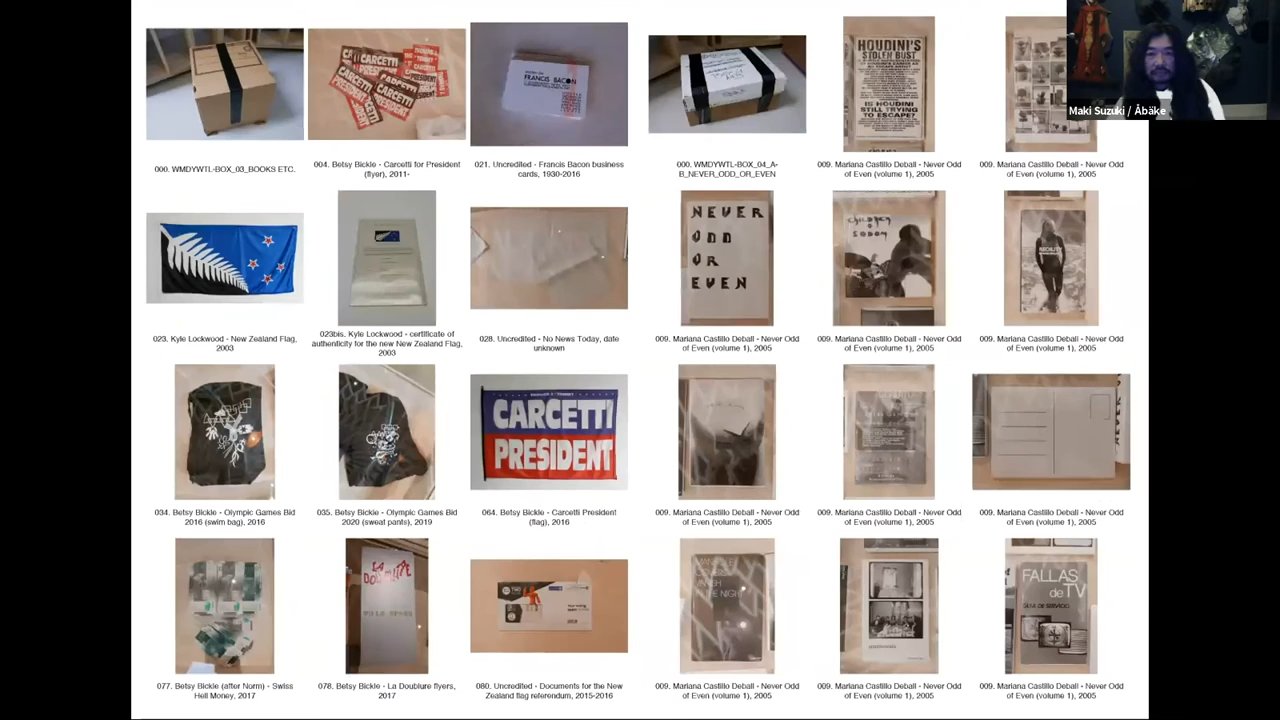 HOUDINI'S
STOLEN BUST
IS HOUDINI
STILL TRYING
TO ESCAPE?
CARCETTI
PRESIDENT
FRANCIS BACON
Maki Suzuki / Åbäke
000. WMDYWTL-BOX_03_BOOKS ETC.
004. Betsy Bickle - Carcetti for President
(flyer), 2011-
021. Uncredited - Francis Bacon business
cards, 1930-2016
000. WMDYWTL-BOX_04_A-
B_NEVER_ODD_OR_EVEN
009. Mariana Castillo Deball - Never Odd
of Even (volume 1), 2005
009. Mariana Castillo Deball - Never Odd
of Even (volume 1), 2005
NEVER
ODD
OR
EVEN
CHILDREN
OF
SODOM
023. Kyle Lockwood - New Zealand Flag,
2003
023bis. Kyle Lockwood - certificate of
authenticity for the new New Zealand Flag,
2003
028. Uncredited - No News Today, date
unknown
009. Mariana Castillo Deball - Never Odd
of Even (volume 1), 2005
009. Mariana Castillo Deball - Never Odd
of Even (volume 1), 2005
009. Mariana Castillo Deball - Never Odd
of Even (volume 1), 2005
CARCETTI
PRESIDENT
034. Betsy Bickle - Olympic Games Bid
2016 (swim bag), 2016
035. Betsy Bickle - Olympic Games Bid
2020 (sweat pants), 2019
064. Betsy Bickle - Carcetti President
(flag), 2016
009. Mariana Castillo Deball - Never Odd
of Even (volume 1), 2005
009. Mariana Castillo Deball - Never Odd
of Even (volume 1), 2005
009. Mariana Castillo Deball - Never Odd
of Even (volume 1), 2005
LA
DOUBLURE
IN THE NIGHT
FALLAS
de TV
GUIA DE SERVICIO
077. Betsy Bickle (after Norm) - Swiss
Hell Money, 2017
078. Betsy Bickle - La Doublure flyers,
2017
080. Uncredited - Documents for the New
Zealand flag referendum, 2015-2016
009. Mariana Castillo Deball - Never Odd
of Even (volume 1), 2005
009. Mariana Castillo Deball - Never Odd
of Even (volume 1), 2005
009. Mariana Castillo Deball - Never Odd
of Even (volume 1), 2005